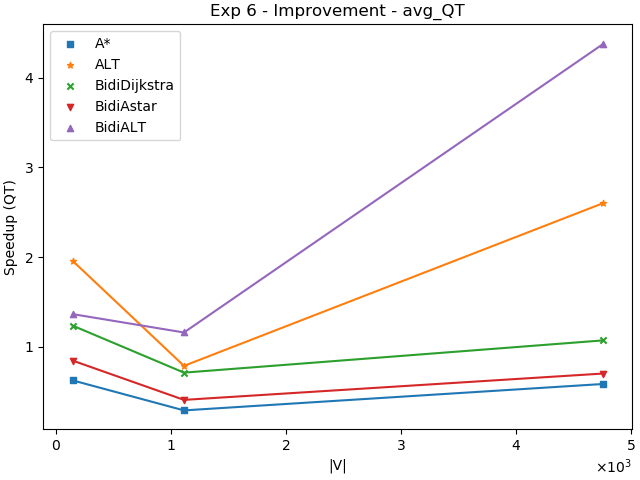 Exp 6 - Improvement - avg_QT
A*
ALT
BidiDijkstra
BidiAstar
BidiALT
Speedup (QT)
4
3
2
1
0 1 2 3 4 5
|V|
×10³